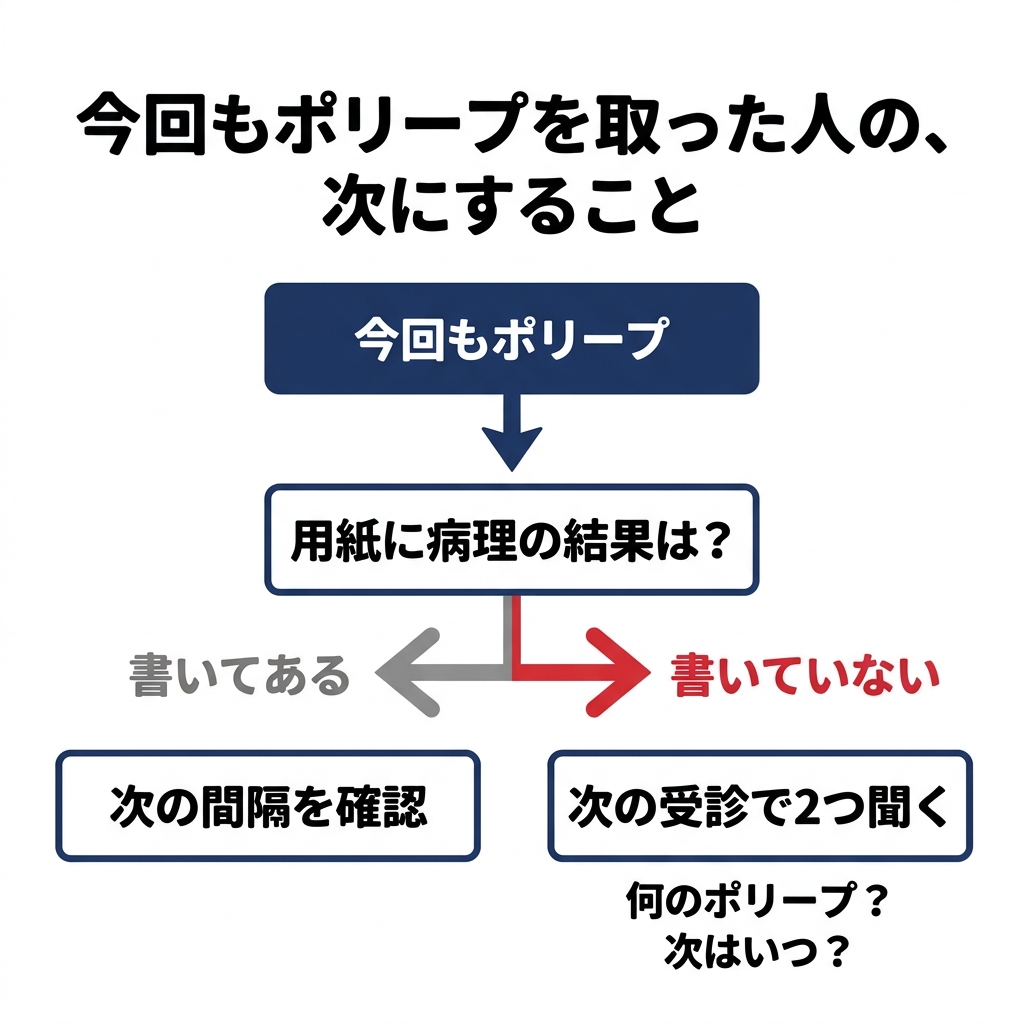 今回もポリープを取った人の、
次にすること
今回もポリープ
用紙に病理の結果は？
書いてある
書いていない
次の間隔を確認
次の受診で2つ聞く
何のポリープ？
次はいつ？